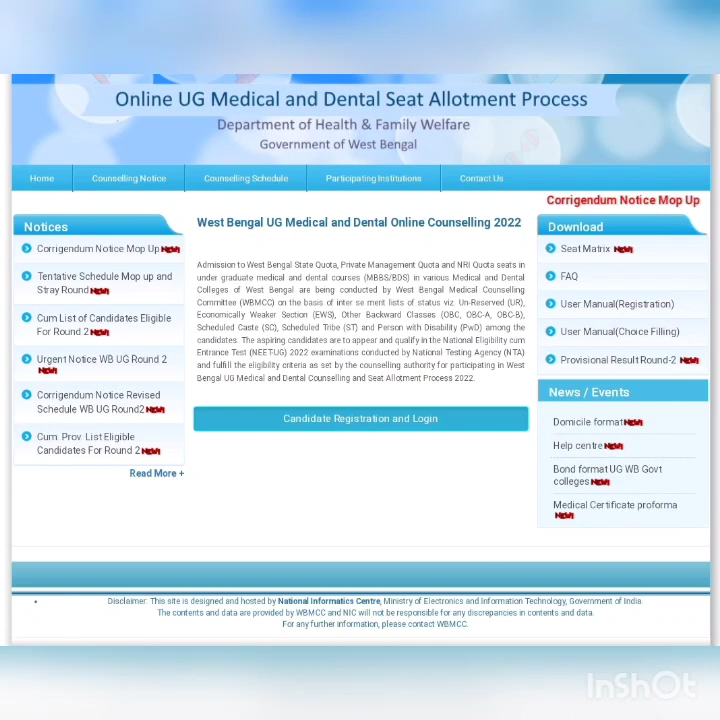 Online UG Medical and Dental Seat Allotment Process
Department of Health & Family Welfare
Government of West Bengal
Home
Counselling Notice
Counselling Schedule
Participating Institutions
Contact Us
Corrigendum Notice Mop Up
Notices
Corrigendum Notice Mop Up NEW!
Tentative Schedule Mop up and
Stray Round NEW!
Cum List of Candidates Eligible
For Round 2 NEW!
Urgent Notice WB UG Round 2
NEW!
Corrigendum Notice Revised
Schedule WB UG Round2 NEW!
Cum. Prov. List Eligible
Candidates For Round 2 NEW!
Read More +
West Bengal UG Medical and Dental Online Counselling 2022
Admission to West Bengal State Quota, Private Management Quota and NRI Quota seats in
under graduate medical and dental courses (MBBS/BDS) in various Medical and Dental
Colleges of West Bengal are being conducted by West Bengal Medical Counselling
Committee (WBMCC) on the basis of inter se merit lists of status viz. Un-Reserved (UR),
Economically Weaker Section (EWS), Other Backward Classes (OBC, OBC-A, OBC-B),
Scheduled Caste (SC), Scheduled Tribe (ST) and Person with Disability (PwD) among the
candidates. The aspiring candidates are to appear and qualify in the National Eligibility cum
Entrance Test (NEET-UG) 2022 examinations conducted by National Testing Agency (NTA)
and fulfill the eligibility criteria as set by the counselling authority for participating in West
Bengal UG Medical and Dental Counselling and Seat Allotment Process 2022.
Candidate Registration and Login
Download
Seat Matrix NEW!
FAQ
User Manual(Registration)
User Manual(Choice Filling)
Provisional Result Round-2 NEW!
News / Events
Domicile format NEW!
Help centre NEW!
Bond format UG WB Govt
colleges NEW!
Medical Certificate proforma
NEW!
Disclaimer: This site is designed and hosted by National Informatics Centre, Ministry of Electronics and Information Technology, Government of India.
The contents and data are provided by WBMCC and NIC will not be responsible for any discrepancies in contents and data.
For any further information, please contact WBMCC.
InShOt